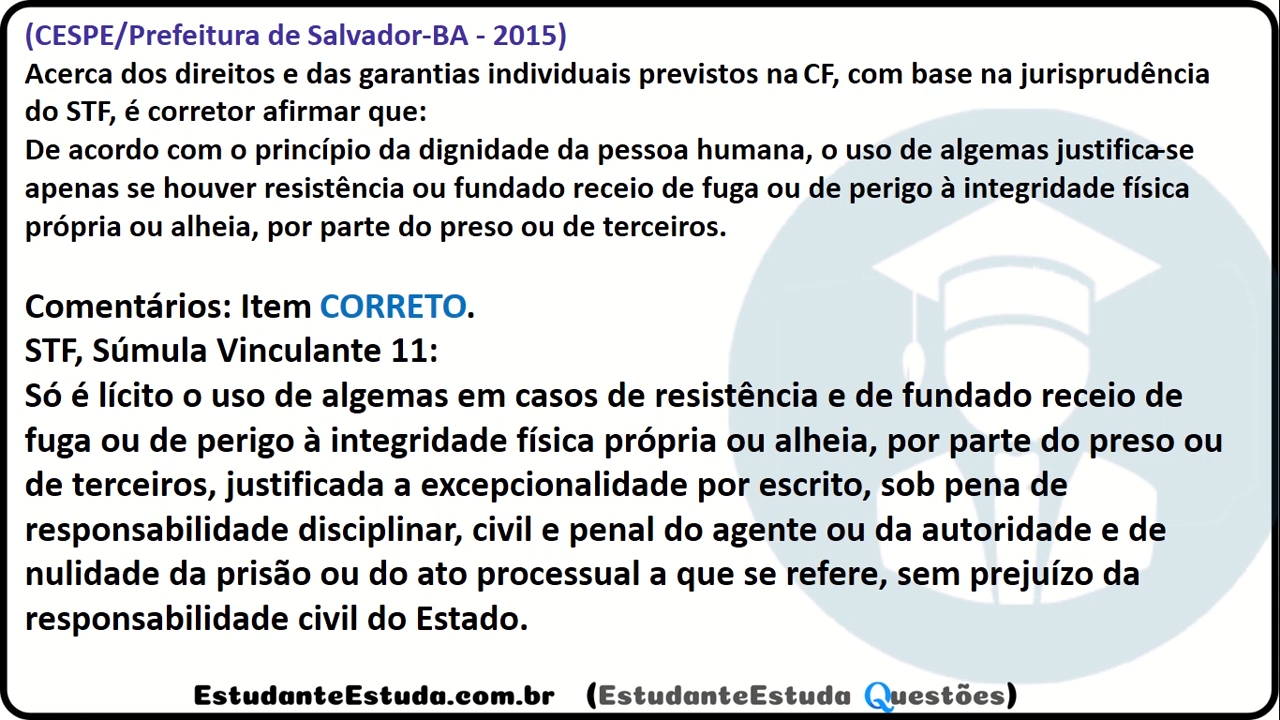 (CESPE/Prefeitura de Salvador-BA - 2015)
Acerca dos direitos e das garantias individuais previstos na CF, com base na jurisprudência
do STF, é corretor afirmar que:
De acordo com o princípio da dignidade da pessoa humana, o uso de algemas justifica-se
apenas se houver resistência ou fundado receio de fuga ou de perigo à integridade física
própria ou alheia, por parte do preso ou de terceiros.
Comentários: Item CORRETO.
STF, Súmula Vinculante 11:
Só é lícito o uso de algemas em casos de resistência e de fundado receio de
fuga ou de perigo à integridade física própria ou alheia, por parte do preso ou
de terceiros, justificada a excepcionalidade por escrito, sob pena de
responsabilidade disciplinar, civil e penal do agente ou da autoridade e de
nulidade da prisão ou do ato processual a que se refere, sem prejuízo da
responsabilidade civil do Estado.
EstudanteEstuda.com.br (EstudanteEstuda Questões)